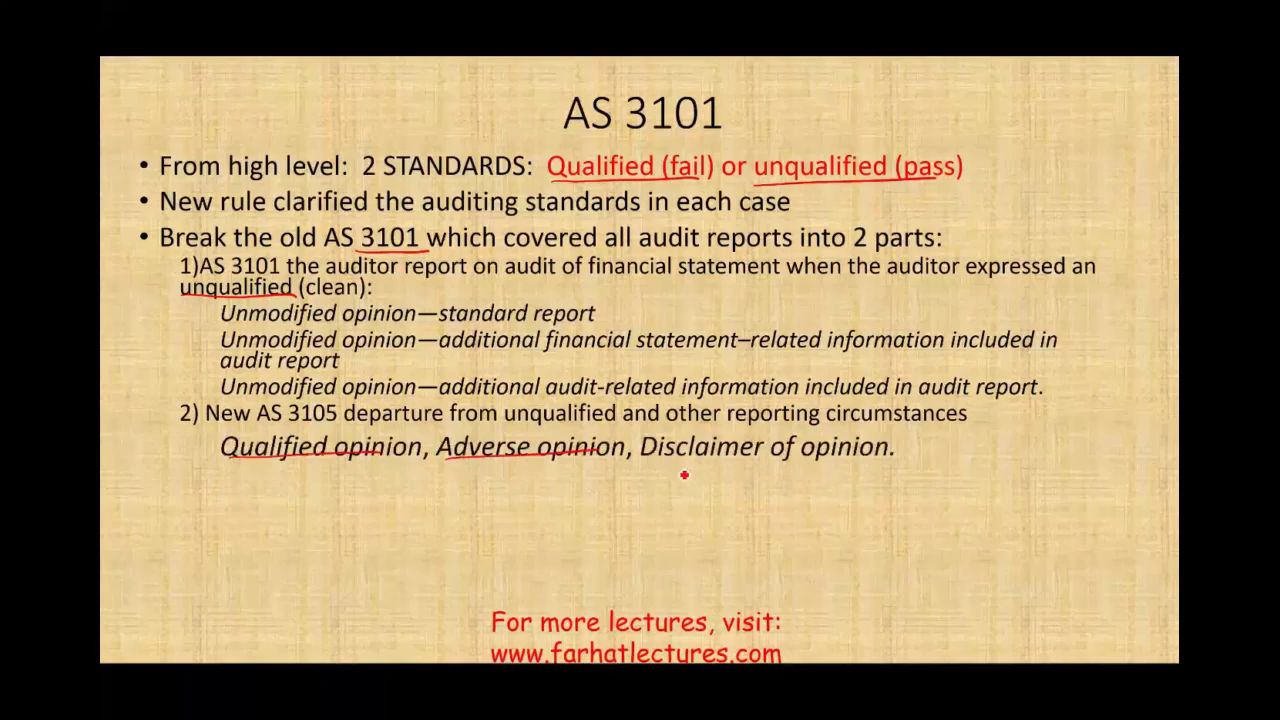 AS 3101
• From high level: 2 STANDARDS: Qualified (fail) or unqualified (pass)
• New rule clarified the auditing standards in each case
• Break the old AS 3101 which covered all audit reports into 2 parts:
1)AS 3101 the auditor report on audit of financial statement when the auditor expressed an
unqualified (clean):
Unmodified opinion—standard report
Unmodified opinion—additional financial statement–related information included in
audit report
Unmodified opinion—additional audit-related information included in audit report.
2) New AS 3105 departure from unqualified and other reporting circumstances
Qualified opinion, Adverse opinion, Disclaimer of opinion.
For more lectures, visit:
www.farhatlectures.com